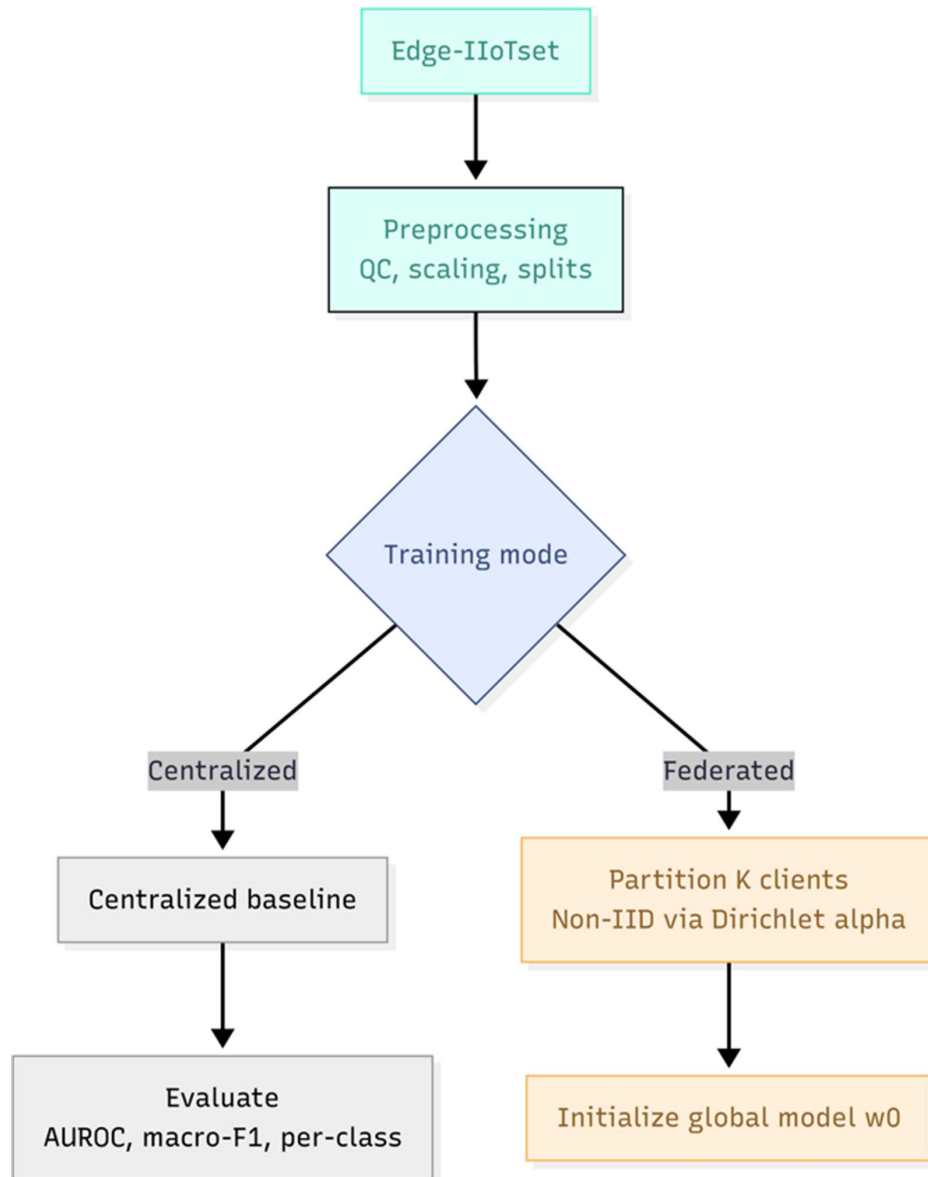 Edge-IIoTset
Preprocessing
QC, scaling, splits
Training mode
Centralized
Federated
Centralized baseline
Partition K clients
Non-IID via Dirichlet alpha
Evaluate
AUROC, macro-F1, per-class
Initialize global model w0